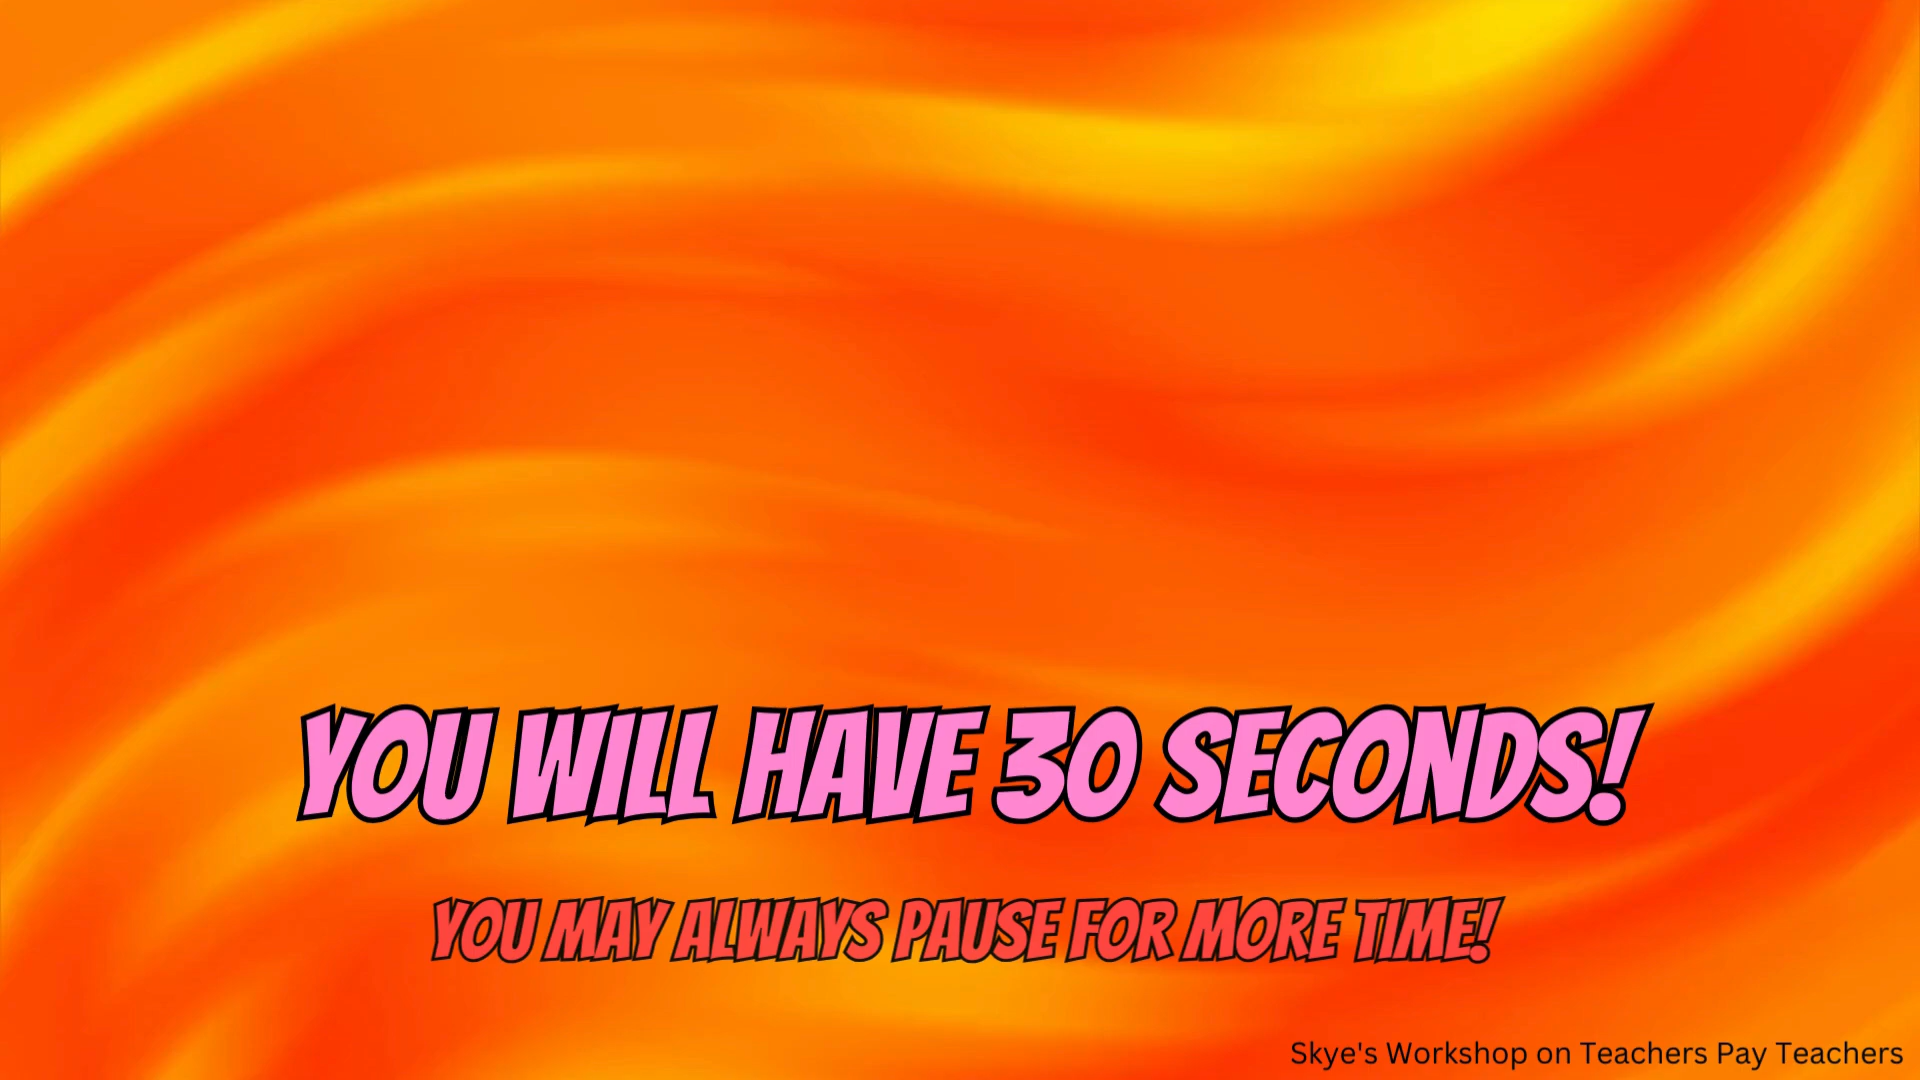 YOU WILL HAVE 30 SECONDS!
YOU MAY ALWAYS PAUSE FOR MORE TIME!
Skye's Workshop on Teachers Pay Teachers